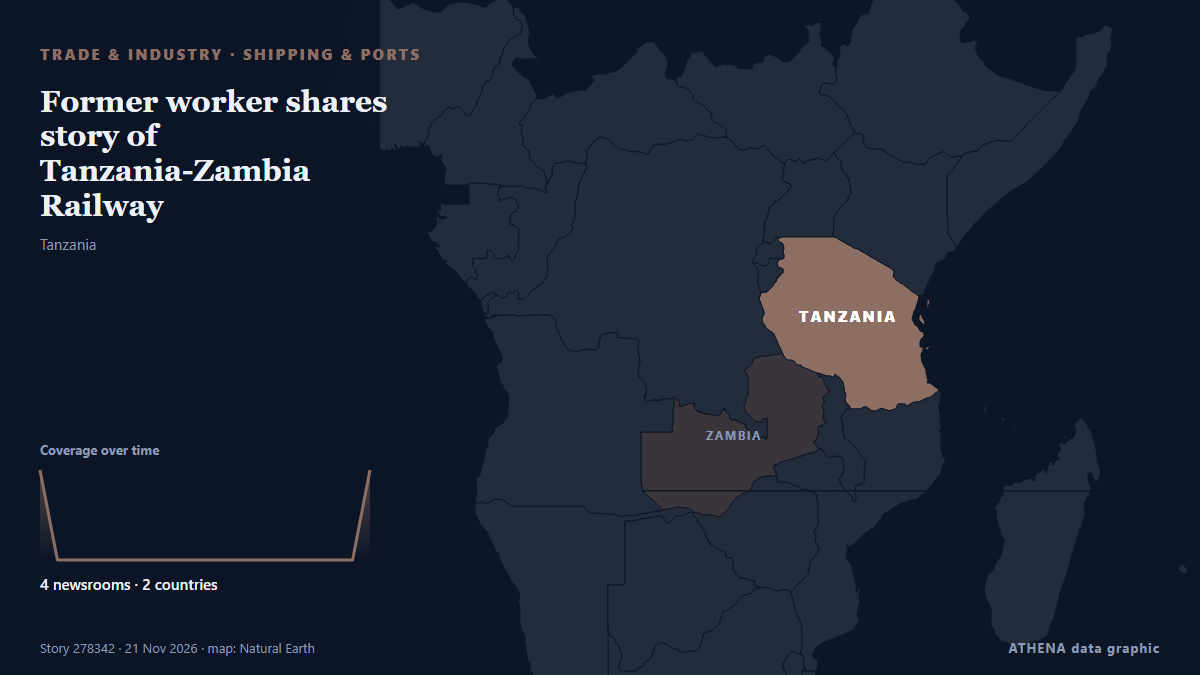 TRADE & INDUSTRY · SHIPPING & PORTS
Former worker shares
story of
Tanzania-Zambia
Railway
Tanzania
TANZANIA
ZAMBIA
Coverage over time
4 newsrooms · 2 countries
Story 278342 · 21 Nov 2026 · map: Natural Earth
ATHENA data graphic